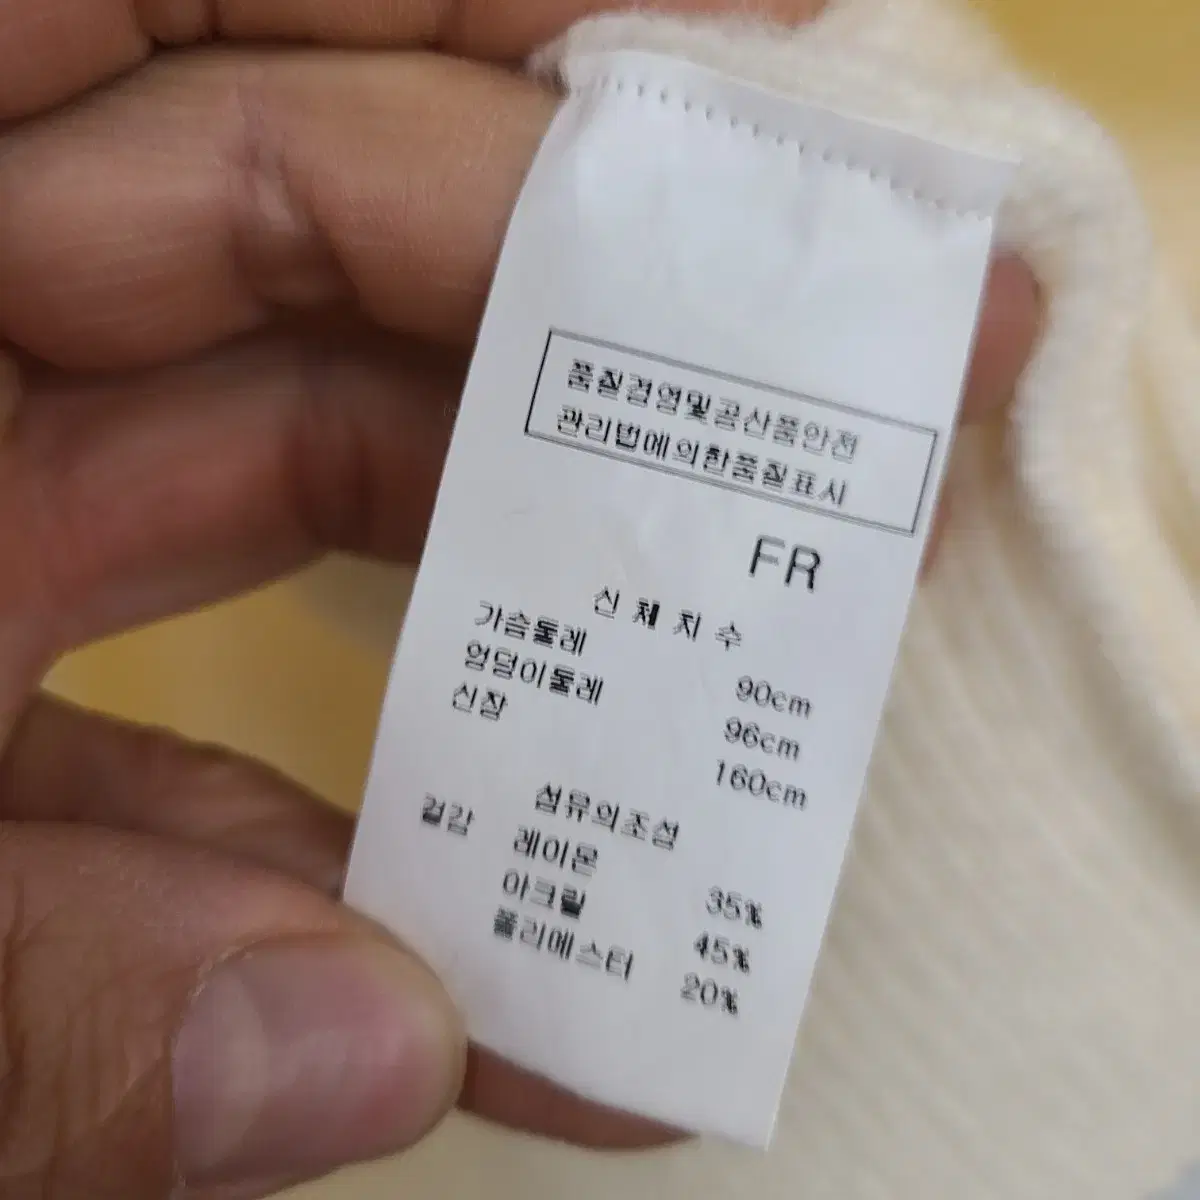 품질경영및공산품안전
관리법에의한품질표시
FR
신 체 치 수
가슴둘레 90cm
엉덩이둘레 96cm
신장 160cm
섬유의조성
겉감 레이온 35%
아크릴 45%
폴리에스터 20%